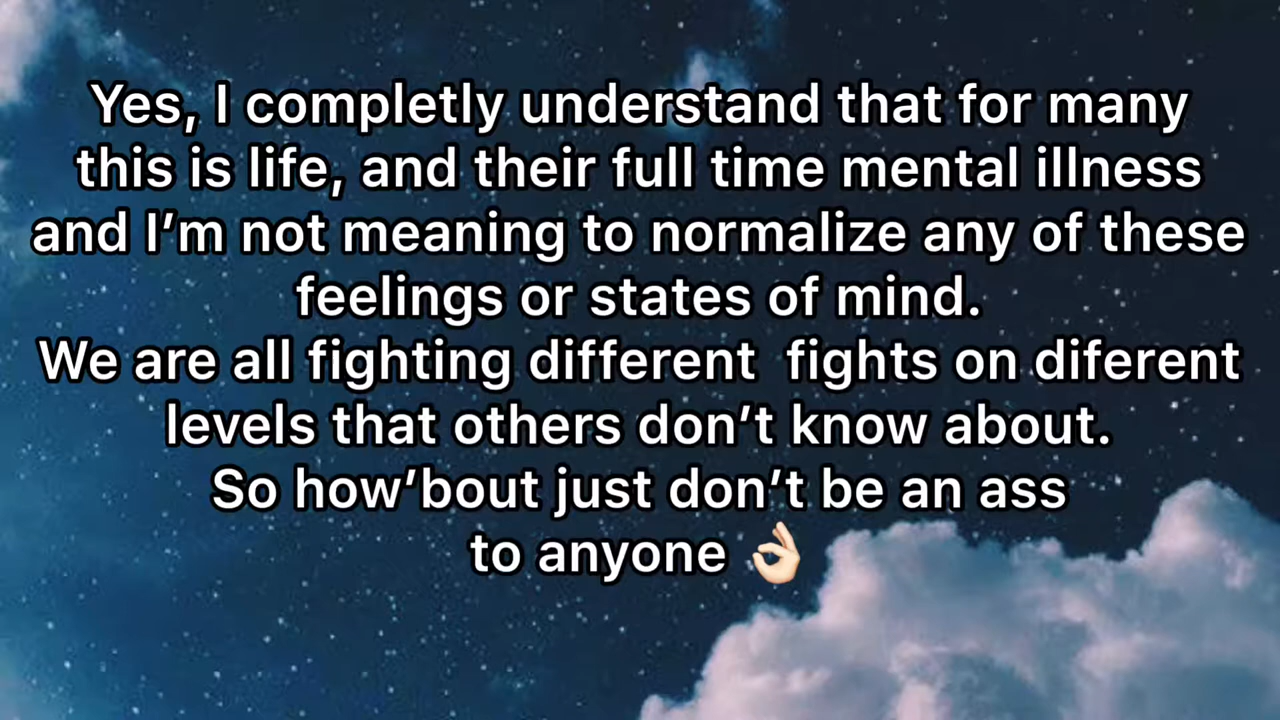 Yes, I completly understand that for many
this is life, and their full time mental illness
and I’m not meaning to normalize any of these
feelings or states of mind.
We are all fighting different  fights on diferent
levels that others don’t know about.
So how’bout just don’t be an ass
to anyone 👌🏻